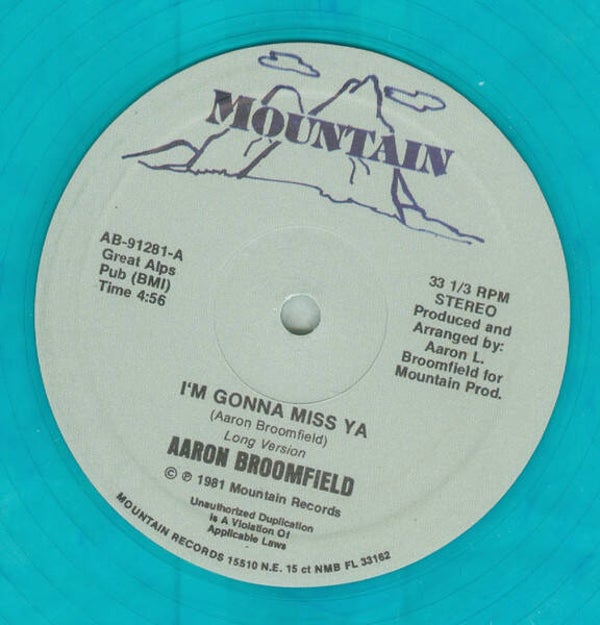 MOUNTAIN
AB-91281-A
Great Alps
Pub (BMI)
Time 4:56
33 1/3 RPM
STEREO
Produced and
Arranged by:
Aaron L.
Broomfield for
Mountain Prod.
I'M GONNA MISS YA
(Aaron Broomfield)
Long Version
AARON BROOMFIELD
© ℗ 1981 Mountain Records
Unauthorized Duplication
Is A Violation Of
Applicable Laws
MOUNTAIN RECORDS 15510 N.E. 15 ct NMB FL 33162